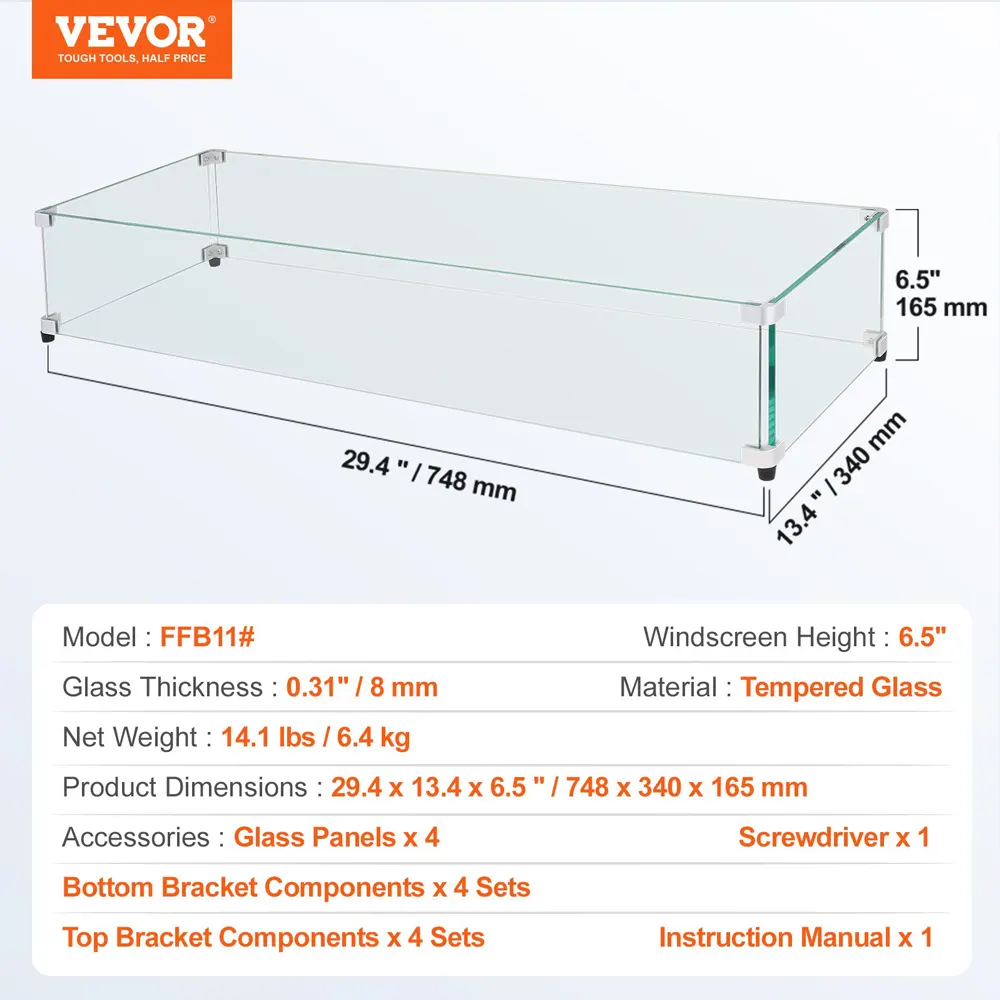 VEVOR®
TOUGH TOOLS, HALF PRICE
6.5"
165 mm
29.4 " / 748 mm
13.4 " / 340 mm
Model : FFB11# Windscreen Height : 6.5"
Glass Thickness : 0.31" / 8 mm Material : Tempered Glass
Net Weight : 14.1 lbs / 6.4 kg
Product Dimensions : 29.4 x 13.4 x 6.5 " / 748 x 340 x 165 mm
Accessories : Glass Panels x 4 Screwdriver x 1
Bottom Bracket Components x 4 Sets
Top Bracket Components x 4 Sets Instruction Manual x 1